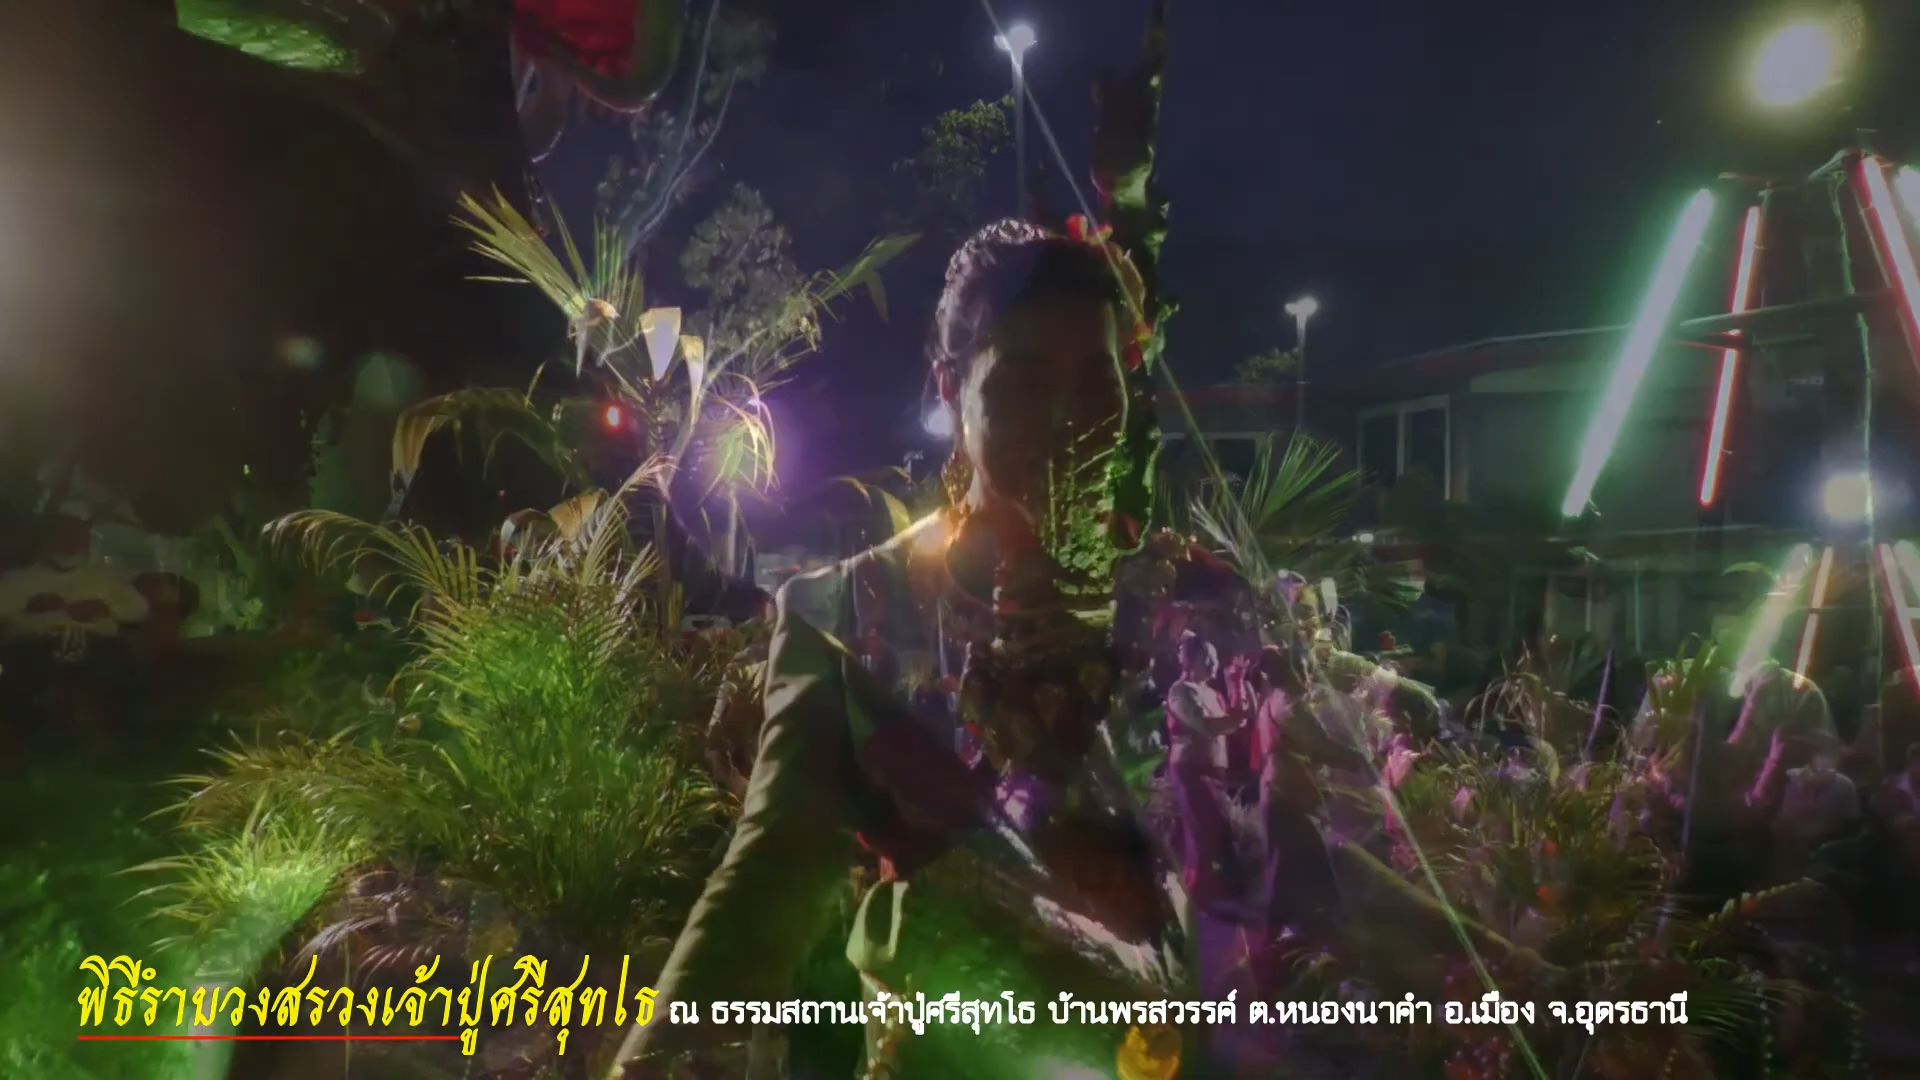 พิธีรำบวงสรวงเจ้าปู่ศรีสุทโธ ณ ธรรมสถานเจ้าปู่ศรีสุทโธ บ้านพรสวรรค์ ต.หนองนาคำ อ.เมือง จ.อุดรธานี